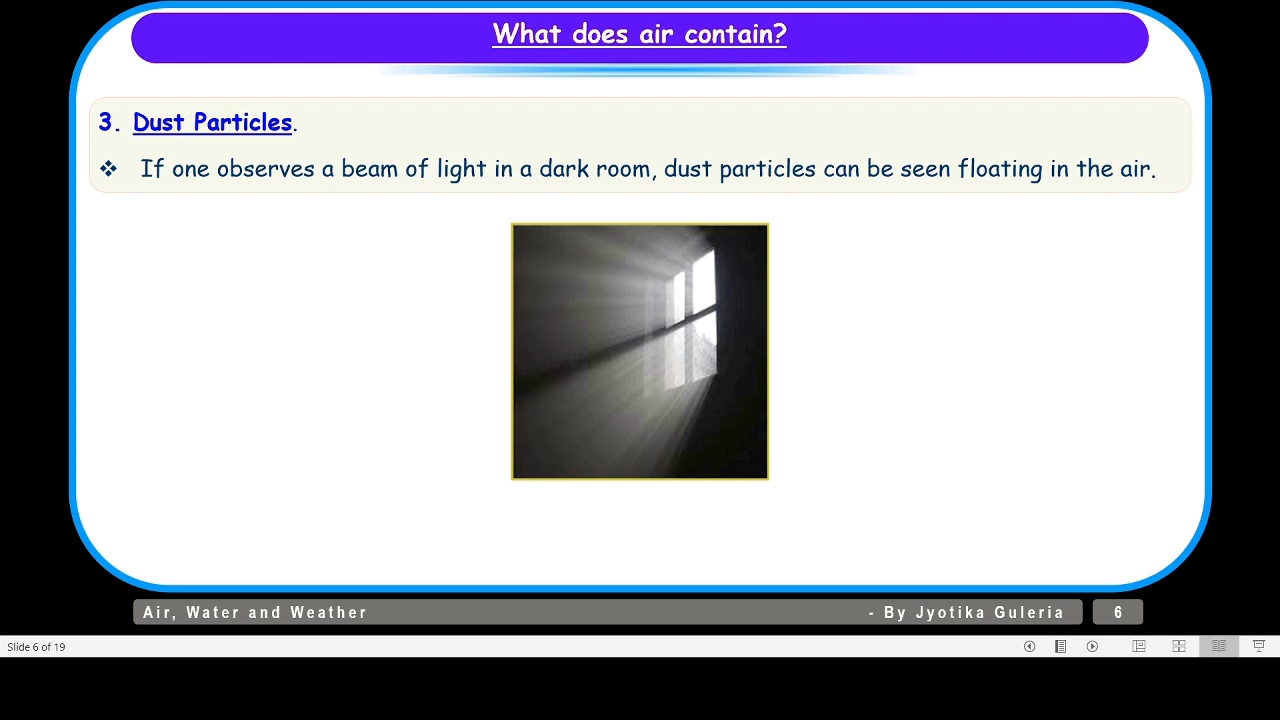 What does air contain?
3. Dust Particles.
❖ If one observes a beam of light in a dark room, dust particles can be seen floating in the air.
Air, Water and Weather
- By Jyotika Guleria
6
Slide 6 of 19